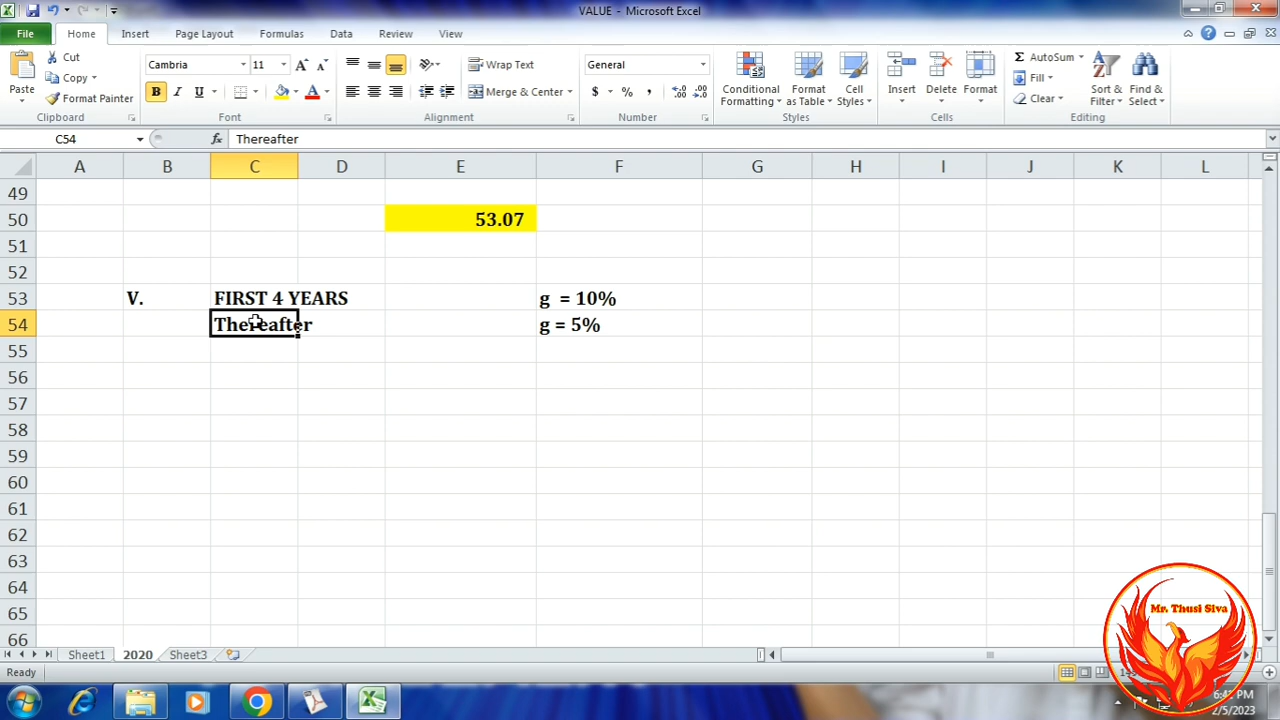 VALUE - Microsoft Excel
File Home Insert Page Layout Formulas Data Review View
Paste
Cut
Copy
Format Painter
Clipboard
Cambria 11
B I U
Font
Wrap Text
Merge & Center
Alignment
General
$ % ,
Number
Conditional Formatting
Format as Table
Cell Styles
Styles
Insert Delete Format
Cells
Σ AutoSum
Fill
Clear
Sort & Filter
Find & Select
Editing
C54 fx Thereafter
A B C D E F G H I J K L
49
50 53.07
51
52
53 V. FIRST 4 YEARS g = 10%
54 Thereafter g = 5%
55
56
57
58
59
60
61
62
63
64
65
66
Mr. Thusi Siva
Sheet1 2020 Sheet3
Ready
2/5/2023